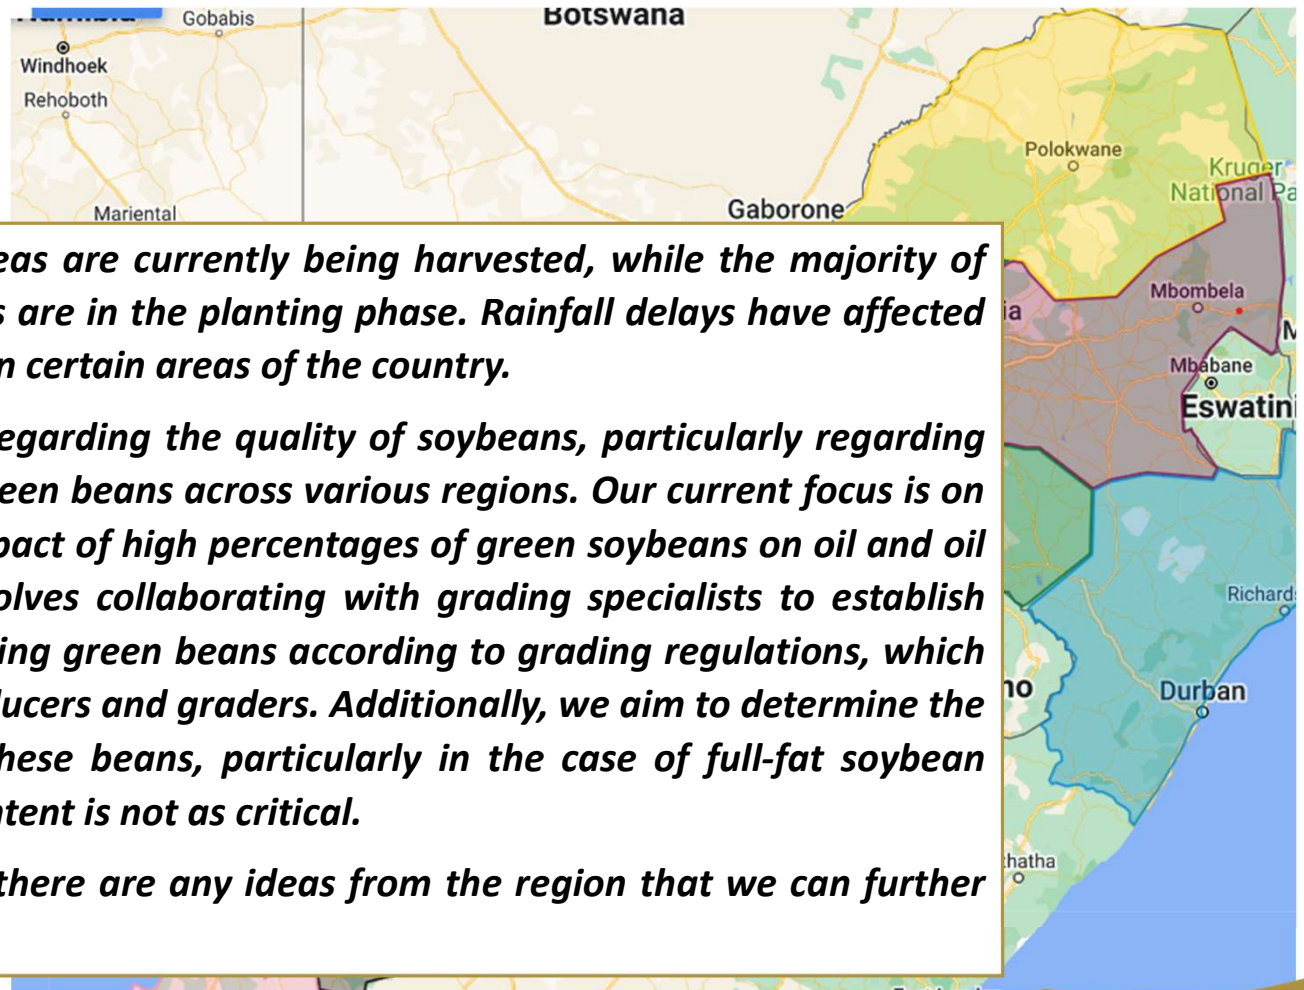 Gobabis
Botswana
Windhoek
Rehoboth
Polokwane
Kruger
National Pa
Mariental
Gaborone
eas are currently being harvested, while the majority of
s are in the planting phase. Rainfall delays have affected
n certain areas of the country.
egarding the quality of soybeans, particularly regarding
een beans across various regions. Our current focus is on
pact of high percentages of green soybeans on oil and oil
olves collaborating with grading specialists to establish
ing green beans according to grading regulations, which
lucers and graders. Additionally, we aim to determine the
hese beans, particularly in the case of full-fat soybean
ntent is not as critical.
there are any ideas from the region that we can further
ia
Mbombela
M
Mbabane
Eswatini
Richard
ho
Durban
hatha